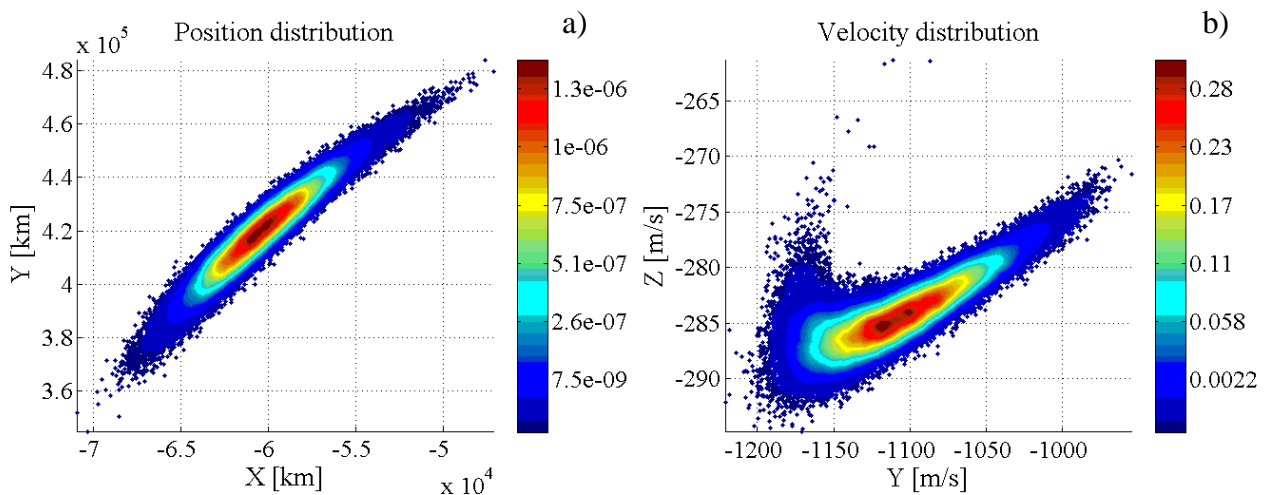 Position distribution
a)
x 10^5
4.8
4.6
4.4
4.2
4
3.8
3.6
Y [km]
-7
-6.5
-6
-5.5
-5
X [km]
x 10^4
1.3e-06
1e-06
7.5e-07
5.1e-07
2.6e-07
7.5e-09
Velocity distribution
b)
-265
-270
-275
-280
-285
-290
Z [m/s]
-1200
-1150
-1100
-1050
-1000
Y [m/s]
0.28
0.23
0.17
0.11
0.058
0.0022